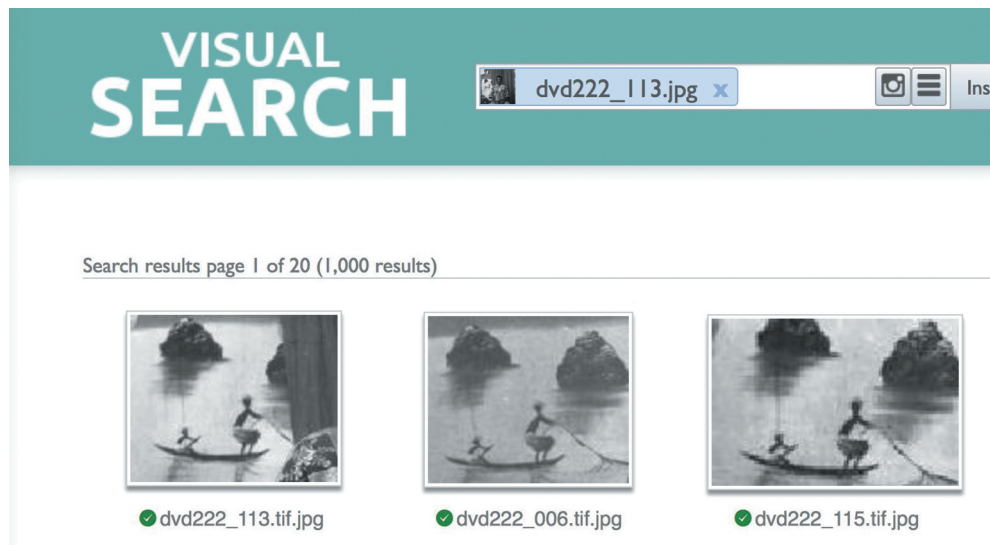 VISUAL
SEARCH
dvd222_113.jpg x
Ins
Search results page 1 of 20 (1,000 results)
dvd222_113.tif.jpg
dvd222_006.tif.jpg
dvd222_115.tif.jpg